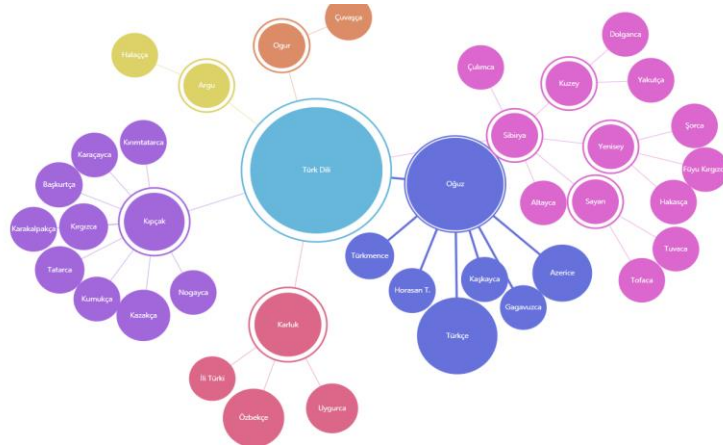 Çuvaşça
Ogur
Halaçça
Argu
Türk Dili
Dolganca
Kuzey
Yakutça
Çulımca
Sibirya
Yenisey
Şorca
Füyü Kırgızc
Hakasça
Altayca
Sayan
Tuvaca
Tofaca
Kırımtatarca
Karaçayca
Başkurtça
Karakalpakça
Kırgızca
Kıpçak
Tatarca
Kumukça
Kazakça
Nogayca
Oğuz
Türkmence
Horasan T.
Türkçe
Kaşkayca
Gagavuzca
Azerice
Karluk
İli Türki
Özbekçe
Uygurca